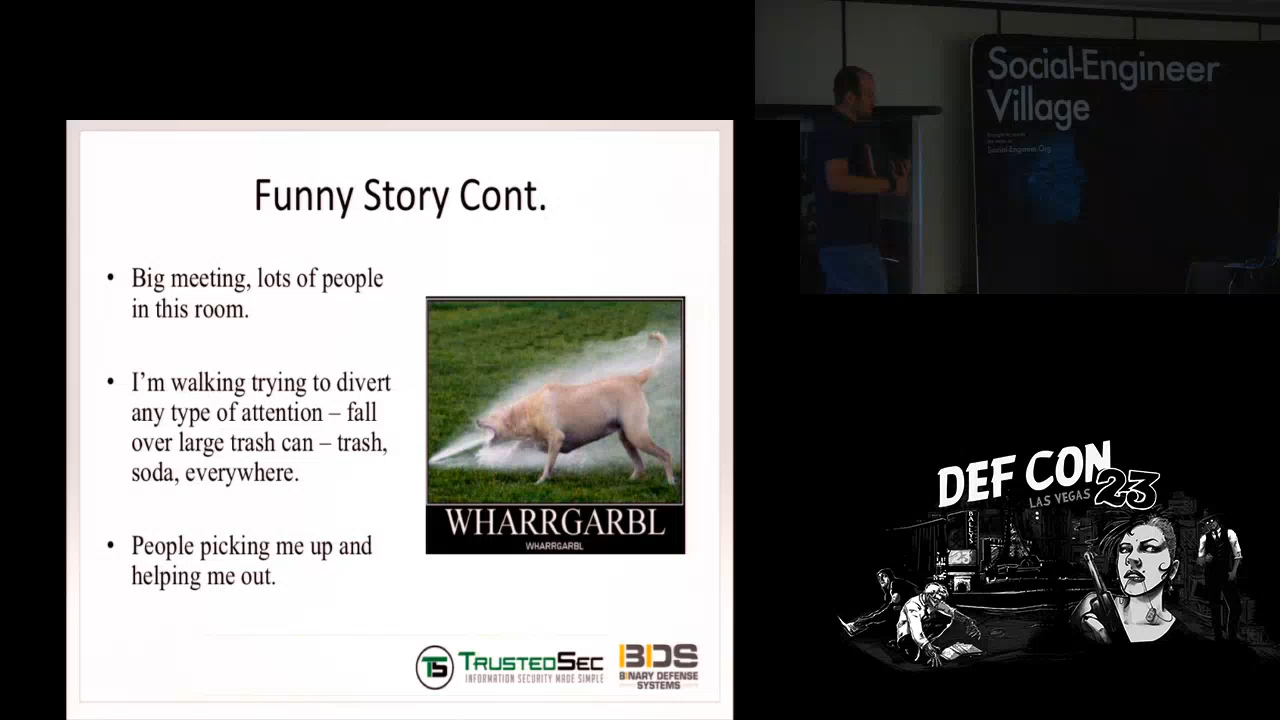 Funny Story Cont.
• Big meeting, lots of people
in this room.
• I’m walking trying to divert
any type of attention – fall
over large trash can – trash,
soda, everywhere.
• People picking me up and
helping me out.
WHARRGARBL
WHARRGARBL
TS TRUSTEDSEC
INFORMATION SECURITY MADE SIMPLE
BDS
BINARY DEFENSE
SYSTEMS
Social-Engineer
Village
Social-Engineer.Org
DEF CON
LAS VEGAS 23
BALLYS
23